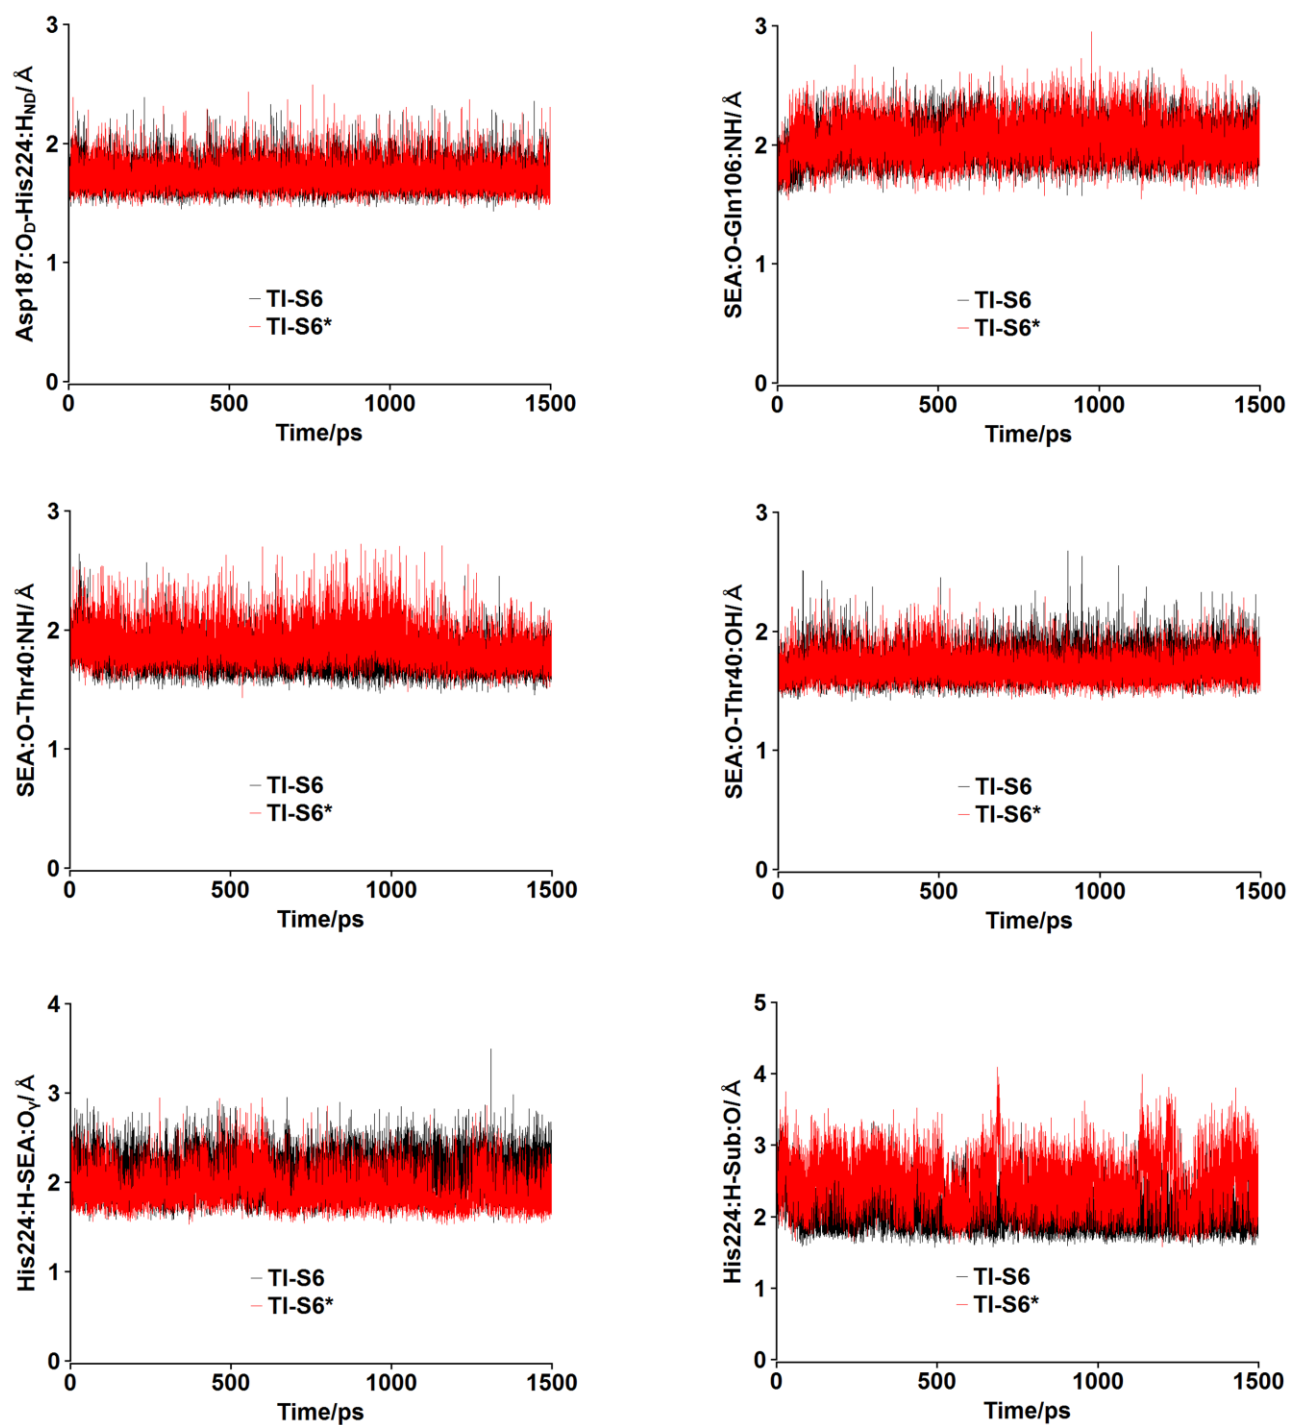 Asp187:OD-His224:HND/ Å
3
2
1
0
0 500 1000 1500
Time/ps
TI-S6
TI-S6*
SEA:O-Gln106:NH/ Å
3
2
1
0
0 500 1000 1500
Time/ps
TI-S6
TI-S6*
SEA:O-Thr40:NH/ Å
3
2
1
0
0 500 1000 1500
Time/ps
TI-S6
TI-S6*
SEA:O-Thr40:OH/ Å
3
2
1
0
0 500 1000 1500
Time/ps
TI-S6
TI-S6*
His224:H-SEA:Oγ/ Å
4
3
2
1
0
0 500 1000 1500
Time/ps
TI-S6
TI-S6*
His224:H-Sub:O/ Å
5
4
3
2
1
0
0 500 1000 1500
Time/ps
TI-S6
TI-S6*